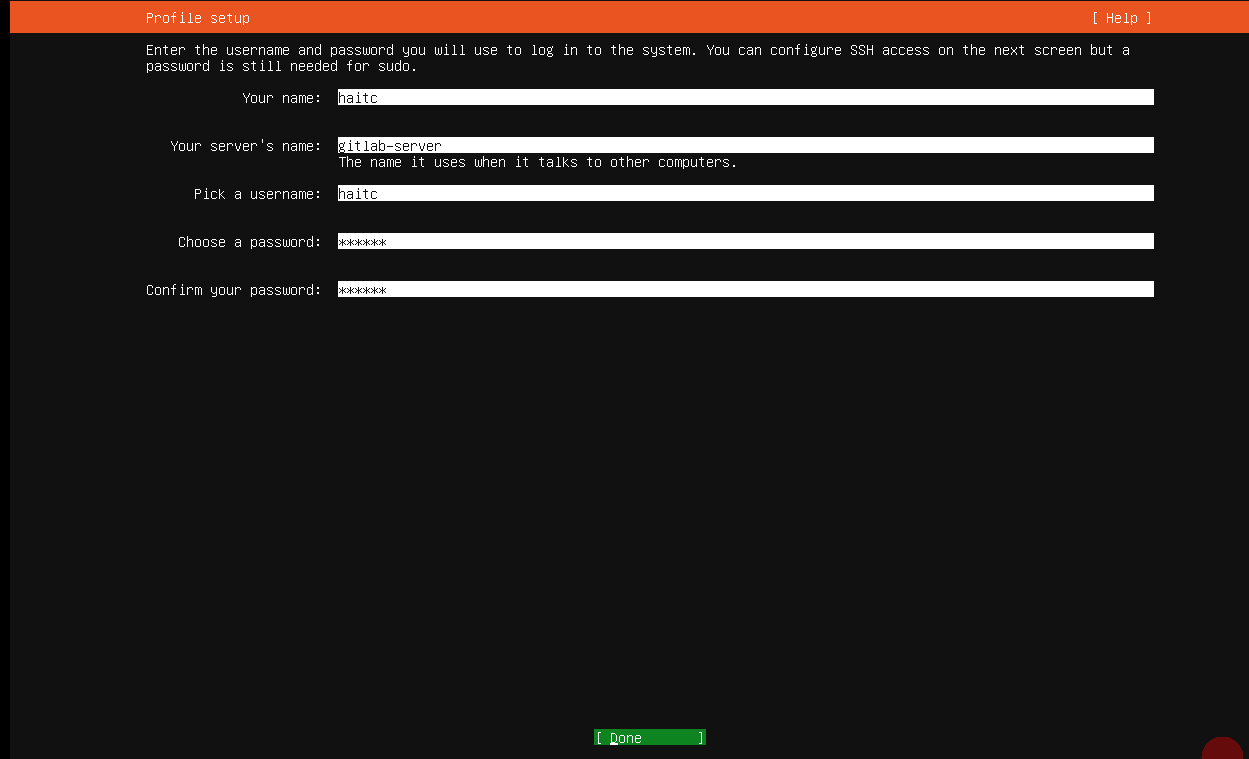 Profile setup [ Help ]
Enter the username and password you will use to log in to the system. You can configure SSH access on the next screen but a
password is still needed for sudo.
Your name: haitc
Your server's name: gitlab-server
The name it uses when it talks to other computers.
Pick a username: haitc
Choose a password: ******
Confirm your password: ******
[ Done ]